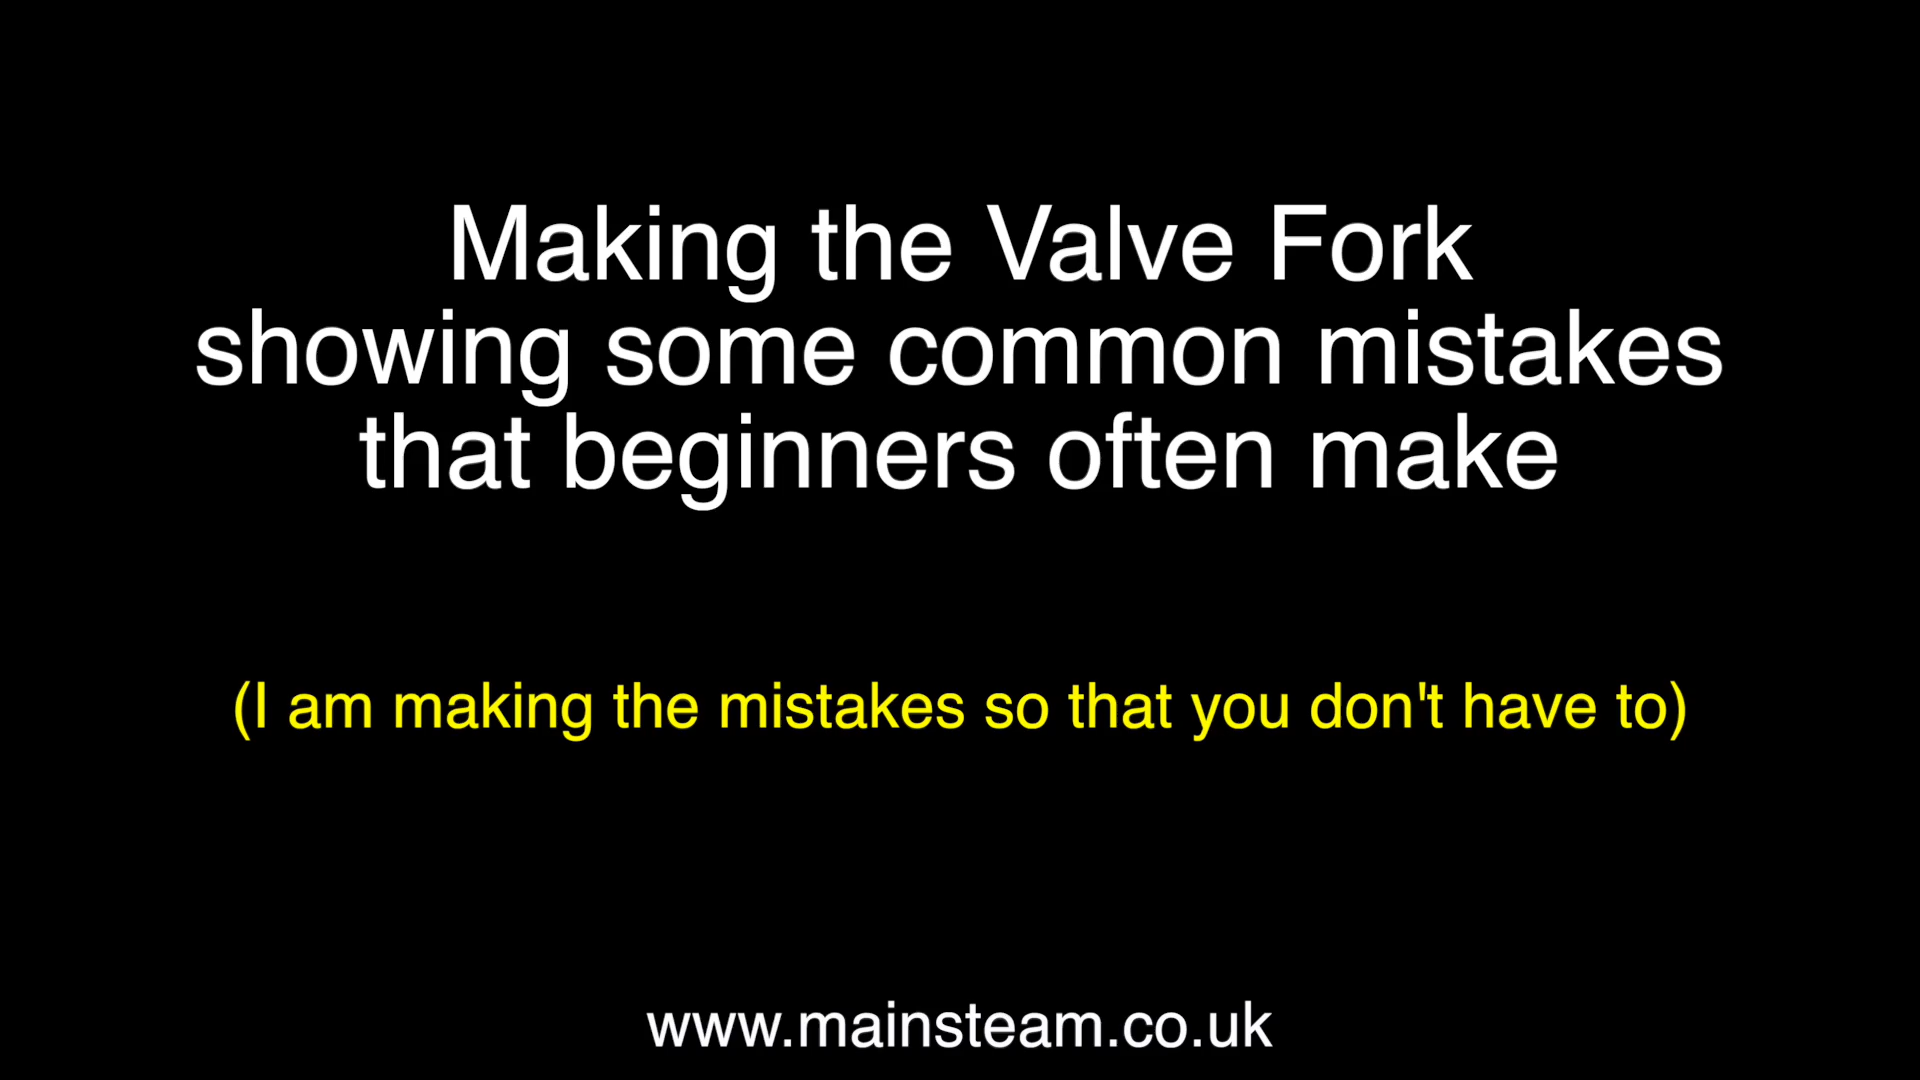 Making the Valve Fork
showing some common mistakes
that beginners often make
(I am making the mistakes so that you don't have to)
www.mainsteam.co.uk